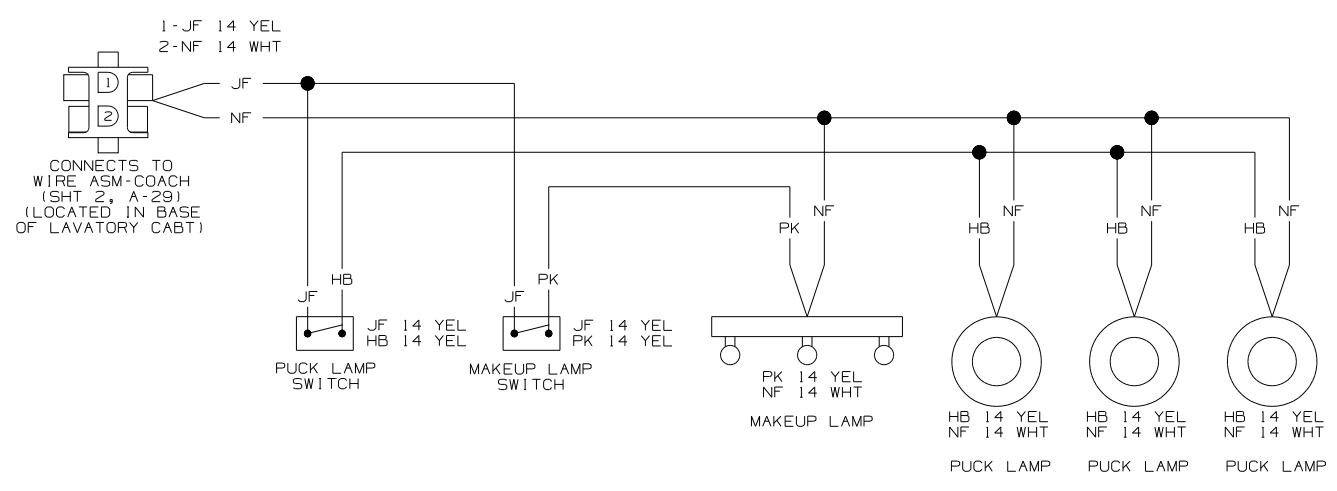 1-JF 14 YEL
2-NF 14 WHT
1
2
JF
NF
CONNECTS TO
WIRE ASM-COACH
(SHT 2, A-29)
(LOCATED IN BASE
OF LAVATORY CABT)
NF
NF
NF
NF
PK
HB
HB
HB
HB
PK
JF
JF
JF 14 YEL
HB 14 YEL
PUCK LAMP
SWITCH
JF 14 YEL
PK 14 YEL
MAKEUP LAMP
SWITCH
PK 14 YEL
NF 14 WHT
MAKEUP LAMP
HB 14 YEL
NF 14 WHT
PUCK LAMP
HB 14 YEL
NF 14 WHT
PUCK LAMP
HB 14 YEL
NF 14 WHT
PUCK LAMP